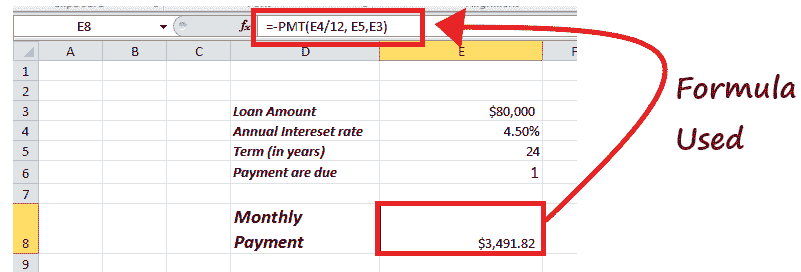 E8 fx =-PMT(E4/12, E5,E3)
A B C D E F
1
2
3 Loan Amount $80,000
4 Annual Intereset rate 4.50%
5 Term (in years) 24
6 Payment are due 1
7
Monthly
8 Payment $3,491.82
9
Formula
Used